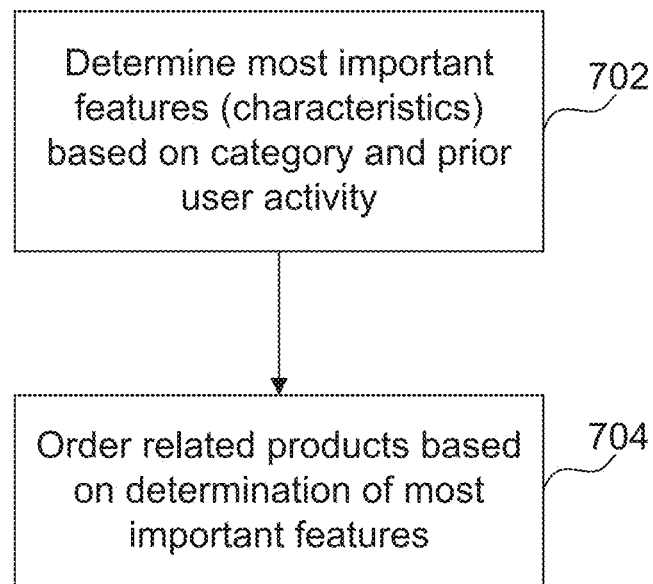 Determine most important
features (characteristics)
based on category and prior
user activity
702
Order related products based
on determination of most
important features
704